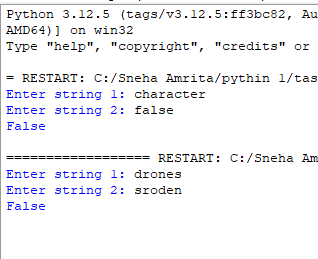 Python 3.12.5 (tags/v3.12.5:ff3bc82, Au
AMD64)] on win32
Type "help", "copyright", "credits" or
= RESTART: C:/Sneha Amrita/pythin 1/tas
Enter string 1: character
Enter string 2: false
False
================== RESTART: C:/Sneha Am
Enter string 1: drones
Enter string 2: sroden
False